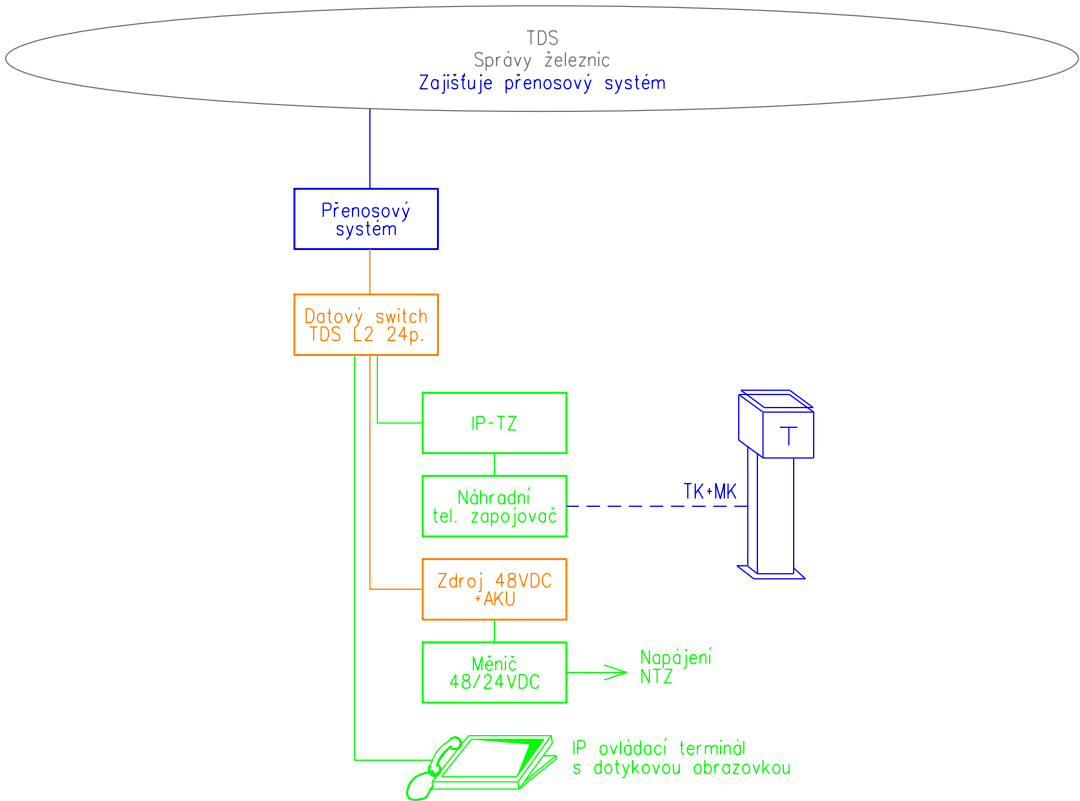 TDS
Správy železnic
Zajišťuje přenosový systém
Přenosový
systém
Datový switch
TDS L2 24p.
IP-TZ
T
TK+MK
Náhradní
tel. zapojovač
Zdroj 48VDC
+AKU
Měnič
48/24VDC
Napájení
NTZ
IP ovládací terminál
s dotykovou obrazovkou